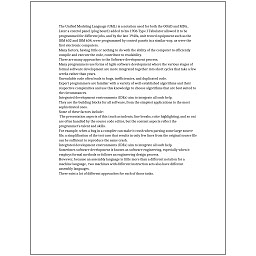 The Unified Modeling Language (UML) is a notation used for both the OOAD and MDA.
Later a control panel (plug board) added to his 1906 Type I Tabulator allowed it to be
programmed for different jobs, and by the late 1940s, unit record equipment such as the
IBM 602 and IBM 604, were programmed by control panels in a similar way, as were the
first electronic computers.
Many factors, having little or nothing to do with the ability of the computer to efficiently
compile and execute the code, contribute to readability.
There are many approaches to the Software development process.
Many programmers use forms of Agile software development where the various stages of
formal software development are more integrated together into short cycles that take a few
weeks rather than years.
Unreadable code often leads to bugs, inefficiencies, and duplicated code.
Expert programmers are familiar with a variety of well-established algorithms and their
respective complexities and use this knowledge to choose algorithms that are best suited to
the circumstances.
Integrated development environments (IDEs) aim to integrate all such help.
They are the building blocks for all software, from the simplest applications to the most
sophisticated ones.
Some of these factors include:
The presentation aspects of this (such as indents, line breaks, color highlighting, and so on)
are often handled by the source code editor, but the content aspects reflect the
programmer's talent and skills.
For example, when a bug in a compiler can make it crash when parsing some large source
file, a simplification of the test case that results in only few lines from the original source file
can be sufficient to reproduce the same crash.
Integrated development environments (IDEs) aim to integrate all such help.
Sometimes software development is known as software engineering, especially when it
employs formal methods or follows an engineering design process.
However, because an assembly language is little more than a different notation for a
machine language, two machines with different instruction sets also have different
assembly languages.
There exist a lot of different approaches for each of those tasks.